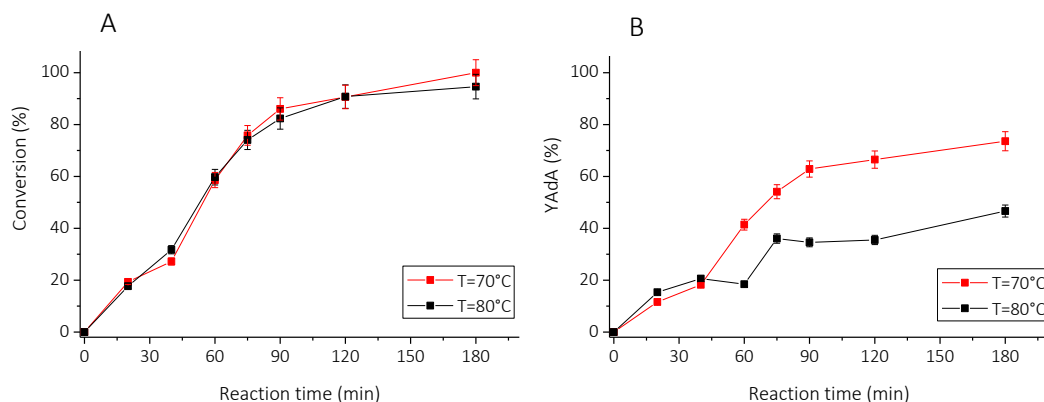 A
Conversion (%)
100
80
60
40
20
0
0 30 60 90 120 150 180
Reaction time (min)
T=70°C
T=80°C
B
YAdA (%)
100
80
60
40
20
0
0 30 60 90 120 150 180
Reaction time (min)
T=70°C
T=80°C